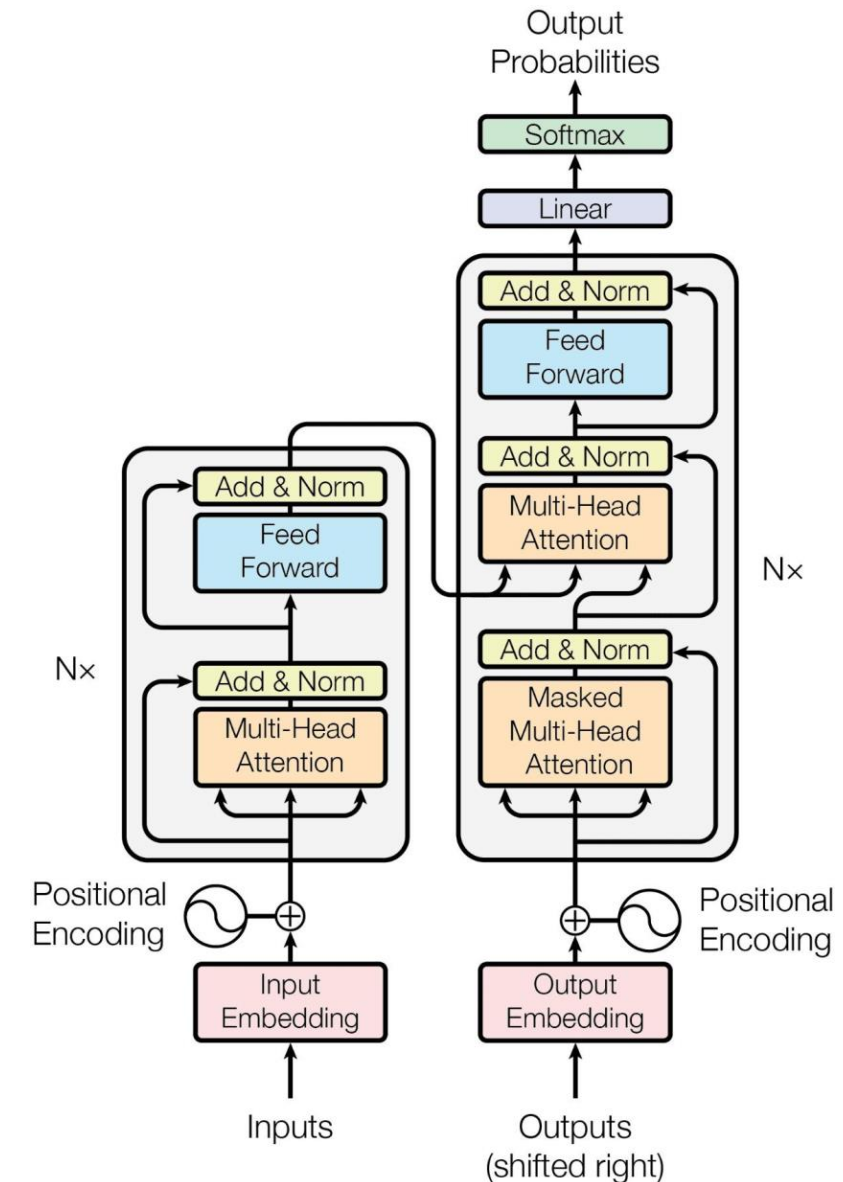 Output
Probabilities
Softmax
Linear
Add & Norm
Feed
Forward
Add & Norm
Multi-Head
Attention
Add & Norm
Masked
Multi-Head
Attention
Nx
Add & Norm
Feed
Forward
Add & Norm
Multi-Head
Attention
Nx
Positional
Encoding
Positional
Encoding
Input
Embedding
Output
Embedding
Inputs
Outputs
(shifted right)